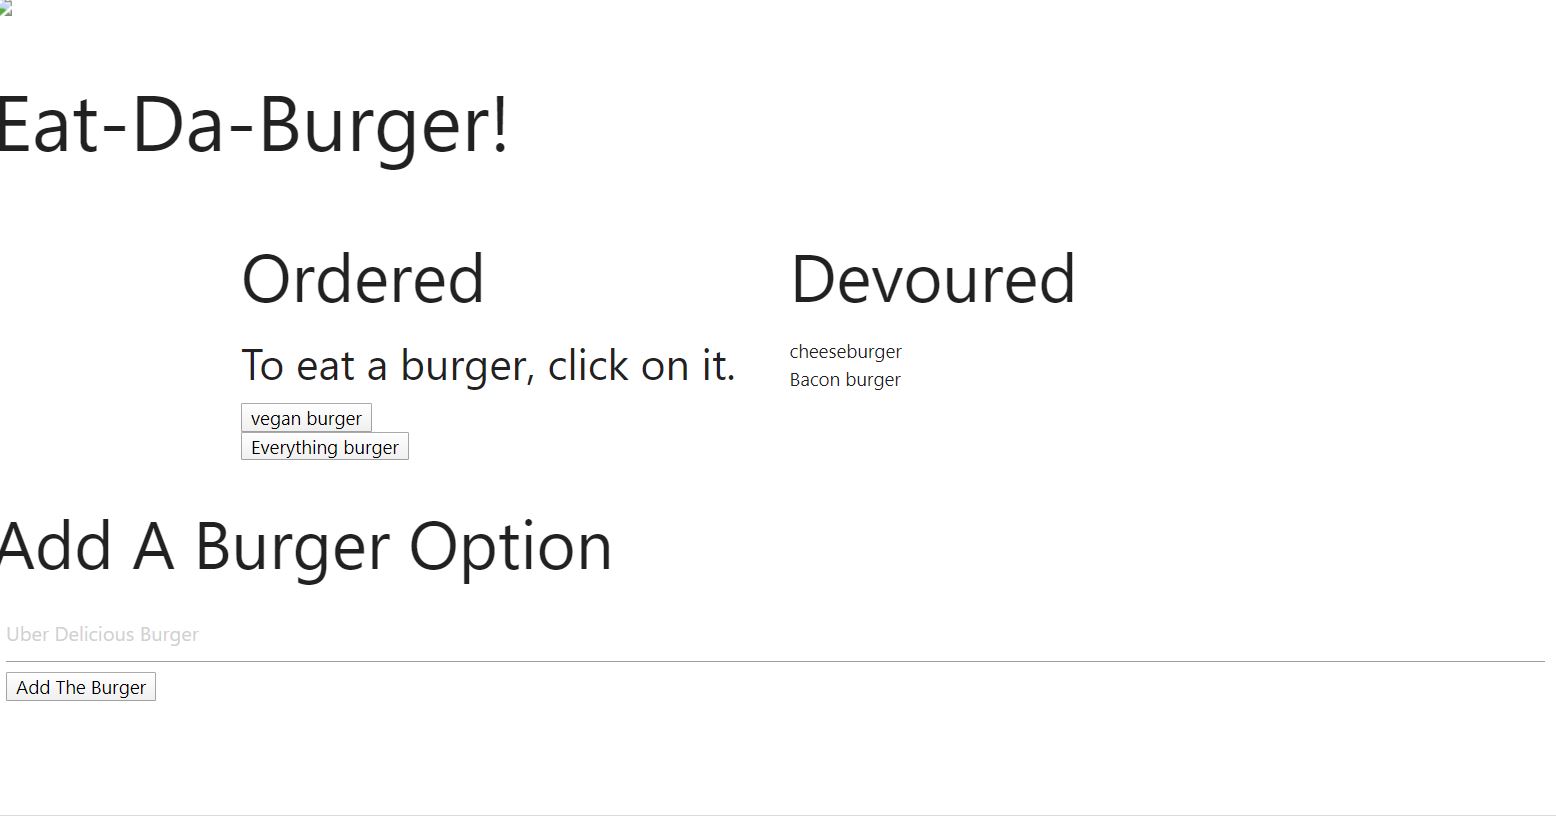 Eat-Da-Burger!
Ordered
To eat a burger, click on it.
vegan burger
Everything burger
Devoured
cheeseburger
Bacon burger
Add A Burger Option
Uber Delicious Burger
Add The Burger